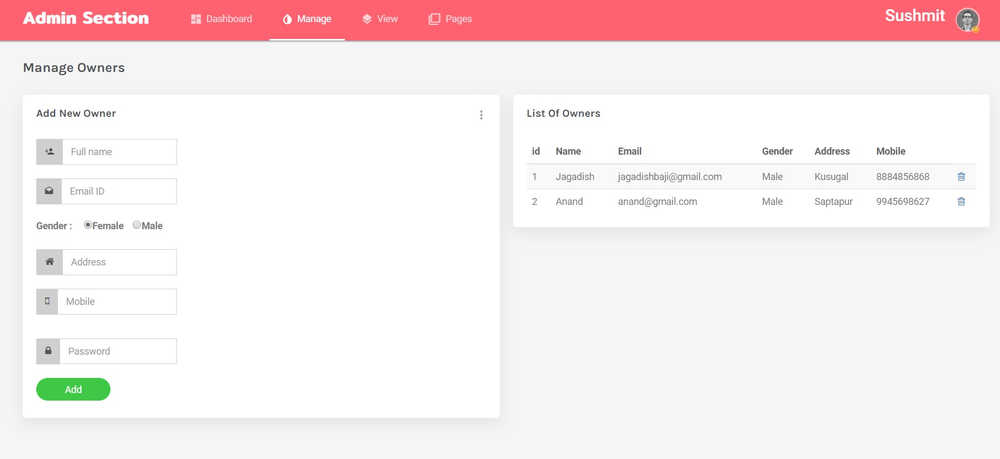 Admin Section Dashboard Manage View Pages Sushmit
Manage Owners
Add New Owner
Full name
Email ID
Gender : Female Male
Address
Mobile
Password
Add
List Of Owners
id Name Email Gender Address Mobile
1 Jagadish jagadishbaji@gmail.com Male Kusugal 8884856868
2 Anand anand@gmail.com Male Saptapur 9945698627